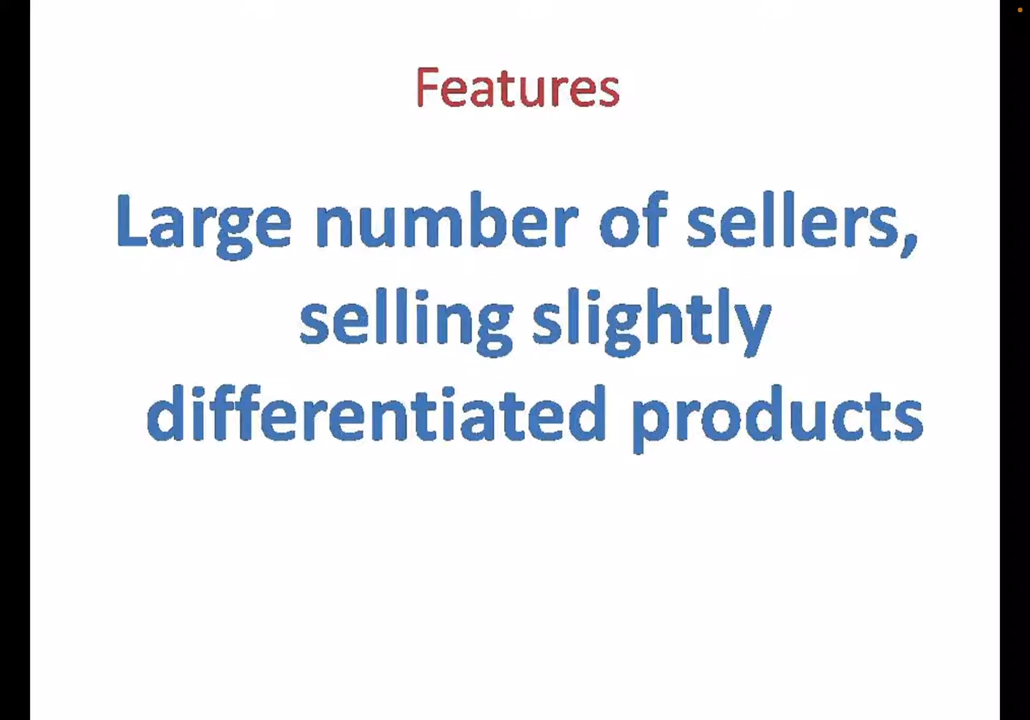 Features
Large number of sellers,
selling slightly
differentiated products